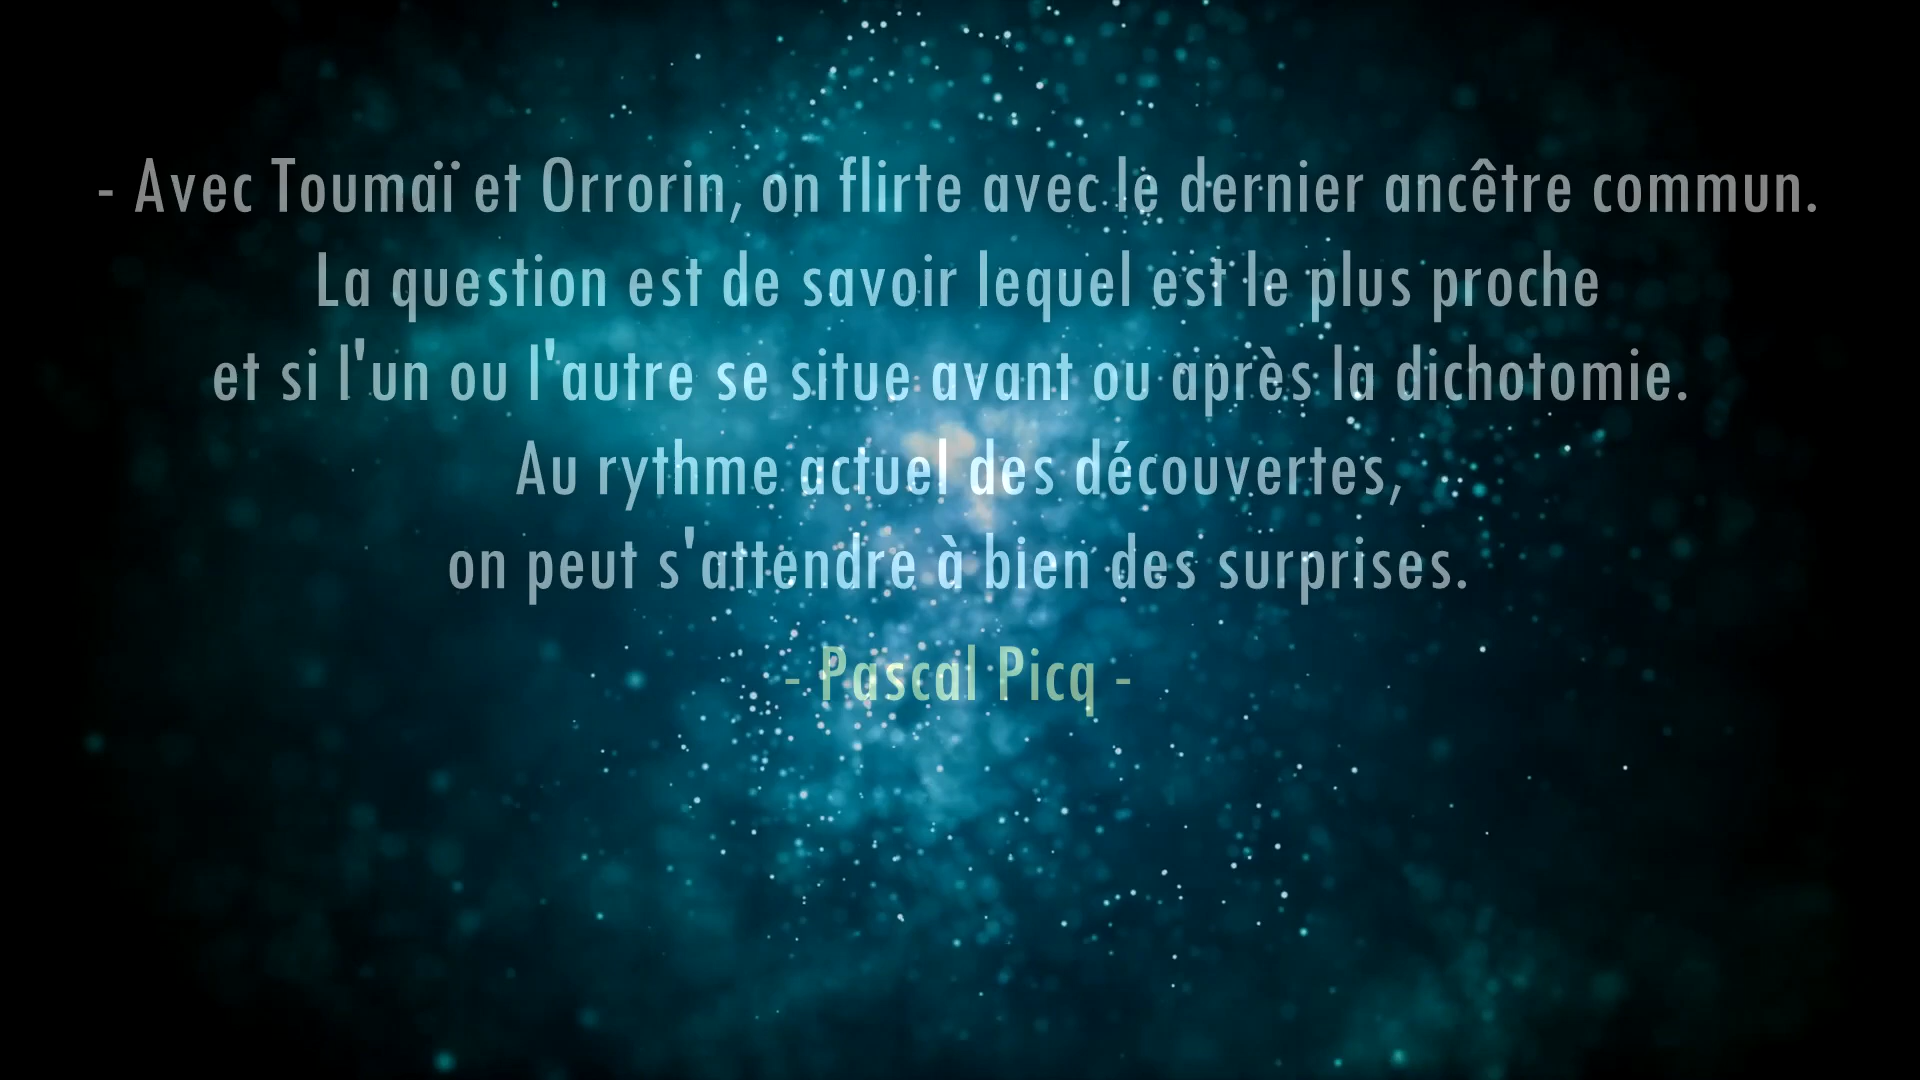 - Avec Toumaï et Orrorin, on flirte avec le dernier ancêtre commun.
La question est de savoir lequel est le plus proche
et si l'un ou l'autre se situe avant ou après la dichotomie.
Au rythme actuel des découvertes,
on peut s'attendre à bien des surprises.
- Pascal Picq -